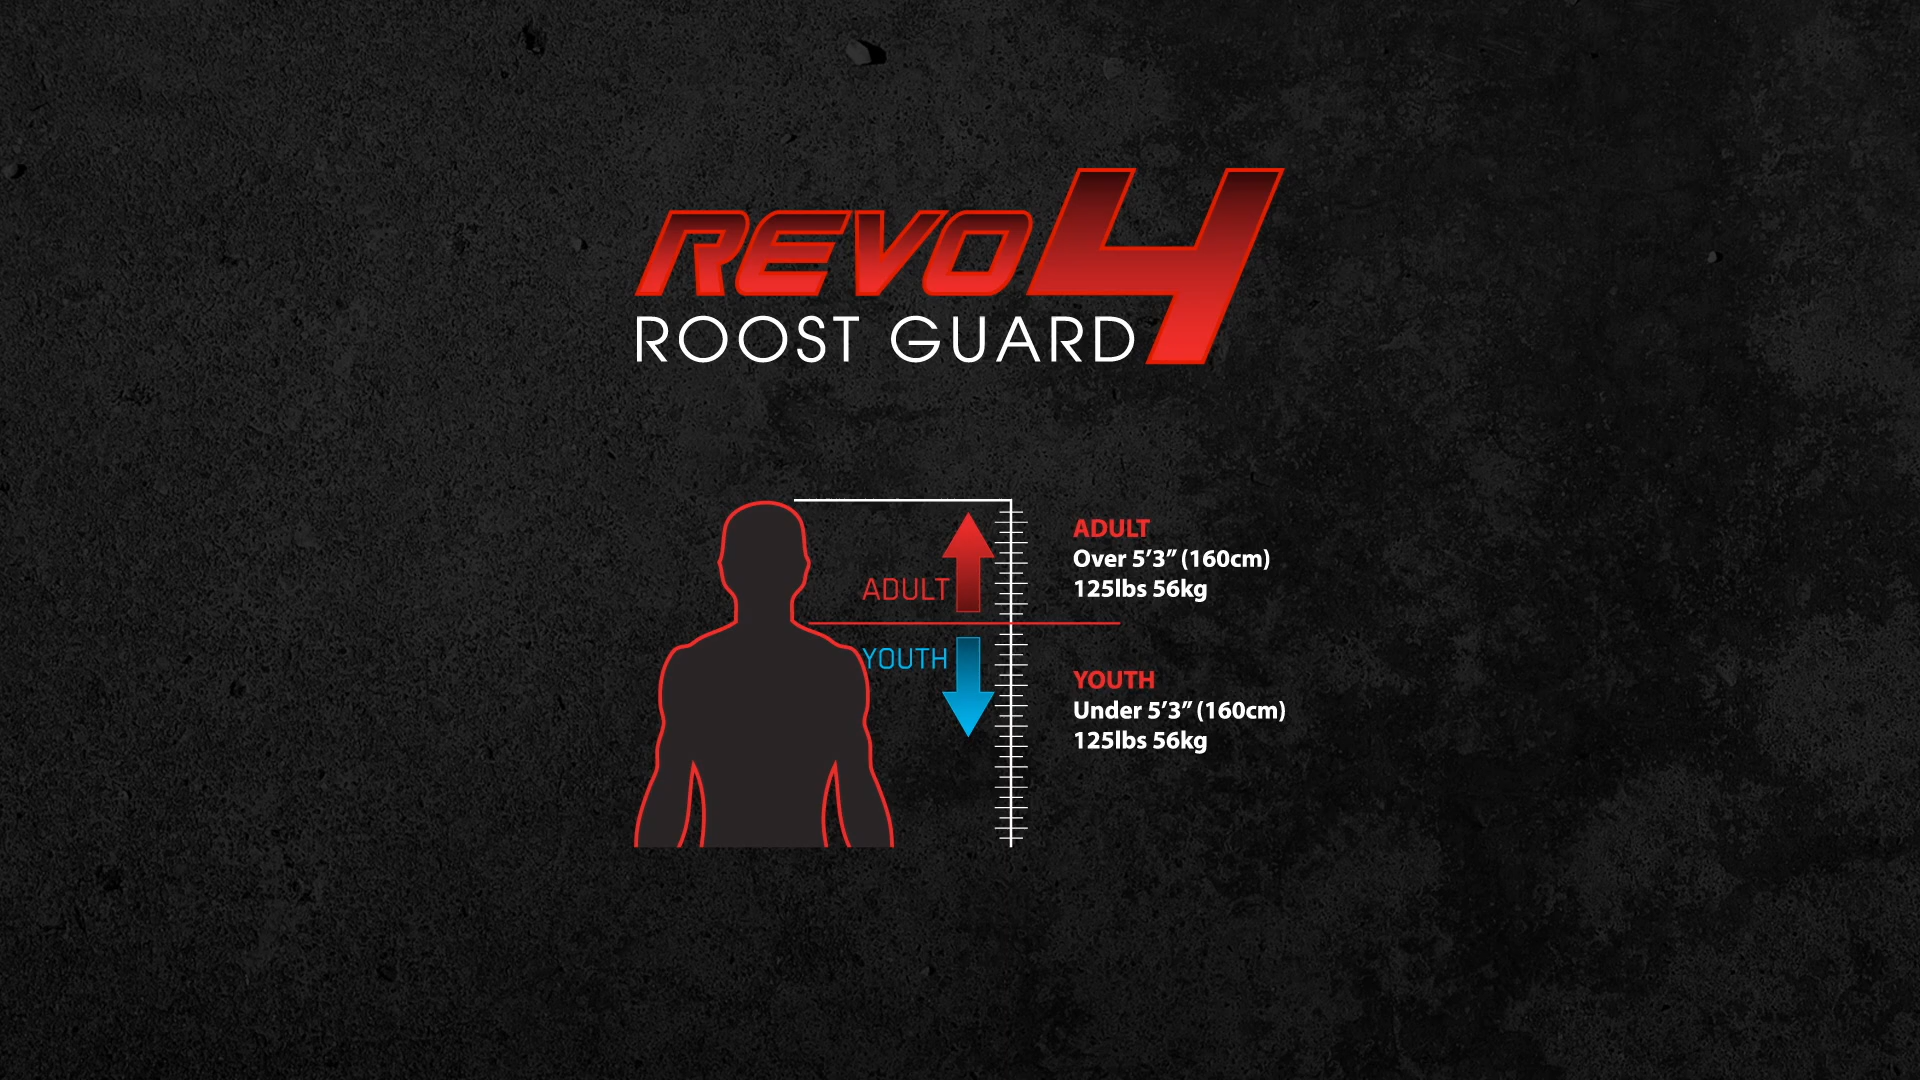 REVO4
ROOST GUARD
ADULT
YOUTH
ADULT
Over 5’3” (160cm)
125lbs 56kg
YOUTH
Under 5’3” (160cm)
125lbs 56kg